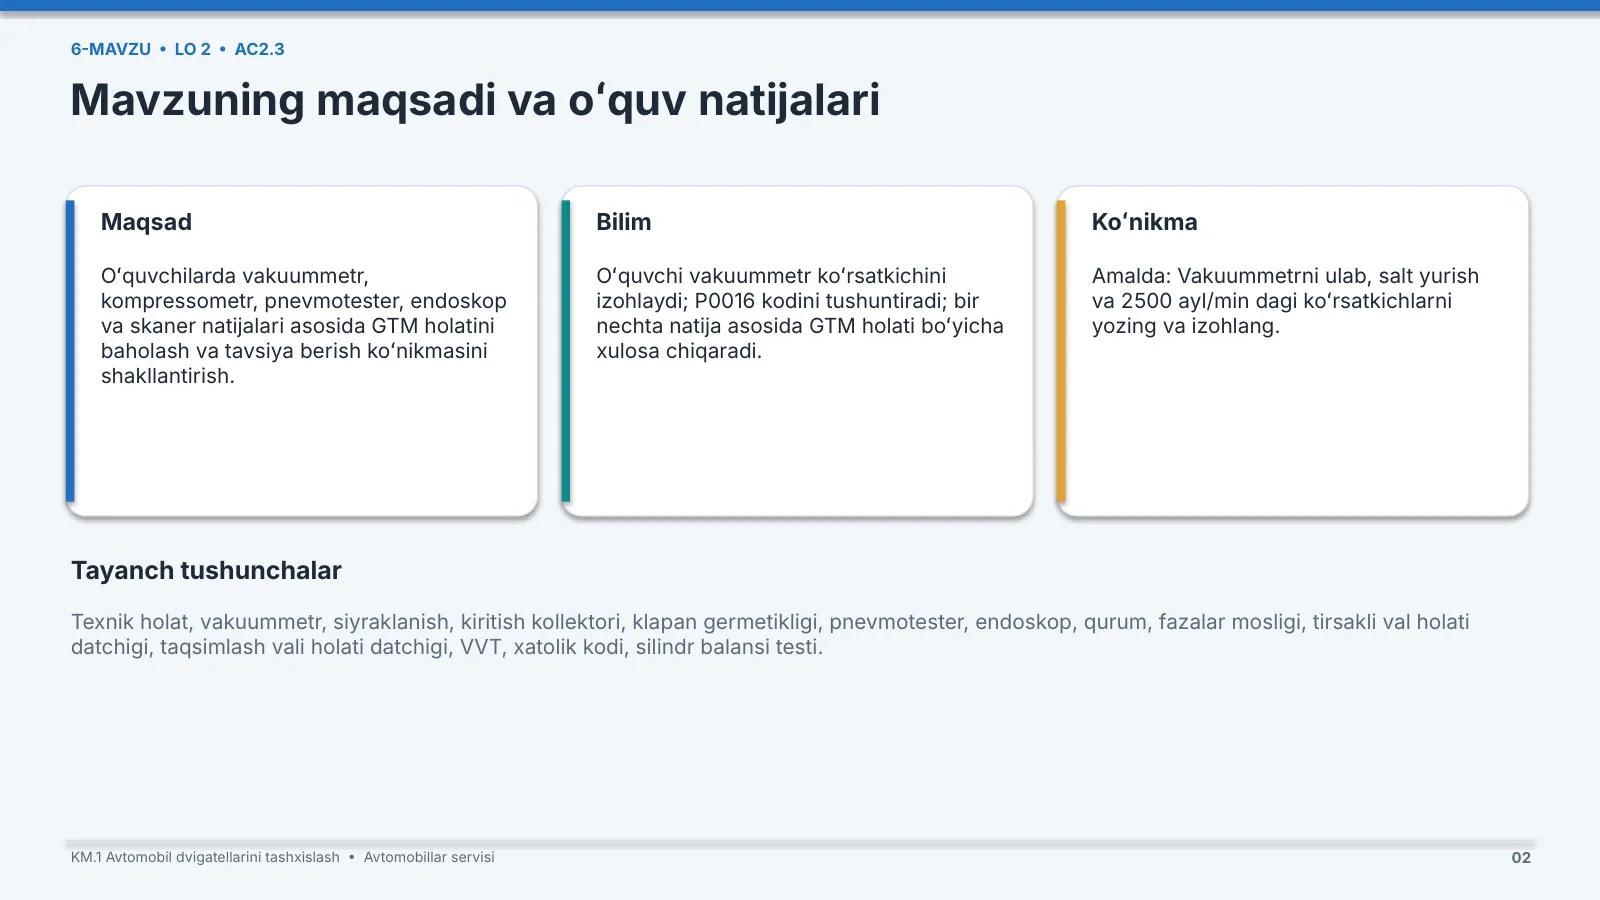 6-MAVZU • LO 2 • AC2.3
Mavzuning maqsadi va oʻquv natijalari
Maqsad
Oʻquvchilarda vakuummetr,
kompressometr, pnevmotester, endoskop
va skaner natijalari asosida GTM holatini
baholash va tavsiya berish koʻnikmasini
shakllantirish.
Bilim
Oʻquvchi vakuummetr koʻrsatkichini
izohlaydi; P0016 kodini tushuntiradi; bir
nechta natija asosida GTM holati boʻyicha
xulosa chiqaradi.
Koʻnikma
Amalda: Vakuummetrni ulab, salt yurish
va 2500 ayl/min dagi koʻrsatkichlarni
yozing va izohlang.
Tayanch tushunchalar
Texnik holat, vakuummetr, siyraklanish, kiritish kollektori, klapan germetikligi, pnevmotester, endoskop, qurum, fazalar mosligi, tirsakli val holati
datchigi, taqsimlash vali holati datchigi, VVT, xatolik kodi, silindr balansi testi.
KM.1 Avtomobil dvigatellarini tashxislash • Avtomobillar servisi
02